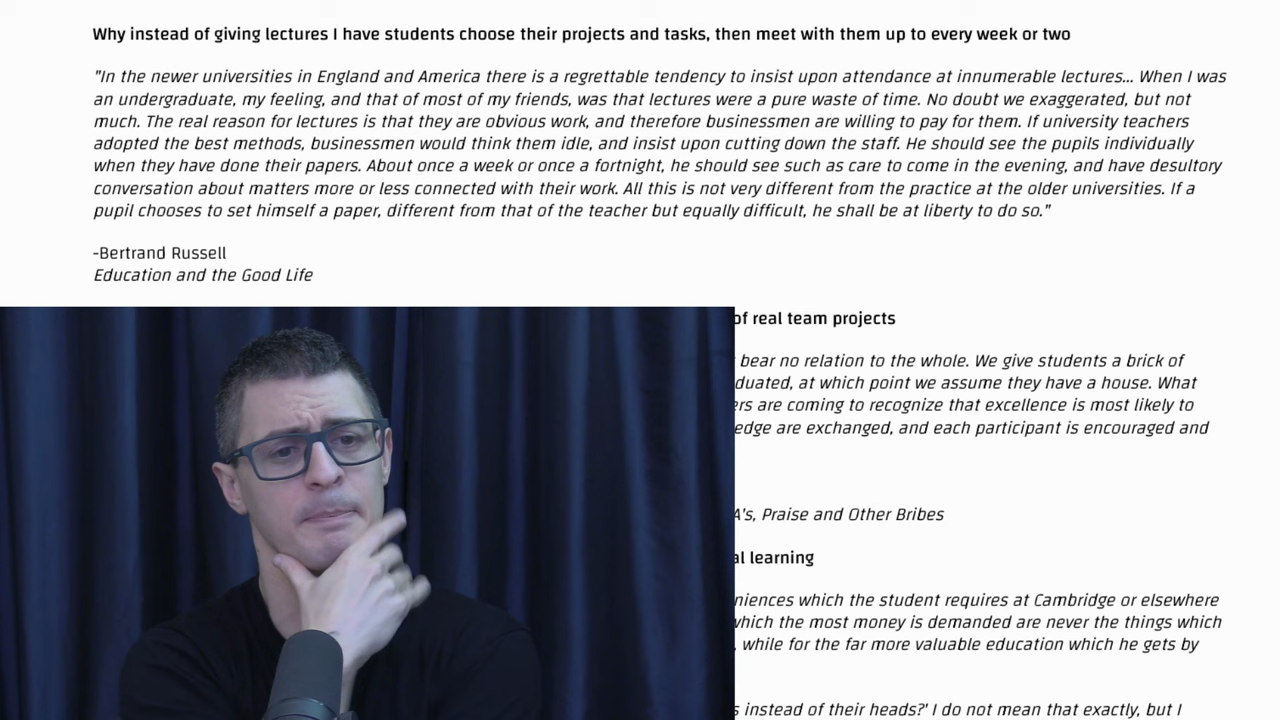 Why instead of giving lectures I have students choose their projects and tasks, then meet with them up to every week or two
"In the newer universities in England and America there is a regrettable tendency to insist upon attendance at innumerable lectures... When I was
an undergraduate, my feeling, and that of most of my friends, was that lectures were a pure waste of time. No doubt we exaggerated, but not
much. The real reason for lectures is that they are obvious work, and therefore businessmen are willing to pay for them. If university teachers
adopted the best methods, businessmen would think them idle, and insist upon cutting down the staff. He should see the pupils individually
when they have done their papers. About once a week or once a fortnight, he should see such as care to come in the evening, and have desultory
conversation about matters more or less connected with their work. All this is not very different from the practice at the older universities. If a
pupil chooses to set himself a paper, different from that of the teacher but equally difficult, he shall be at liberty to do so."
-Bertrand Russell
Education and the Good Life
of real team projects
bear no relation to the whole. We give students a brick of
duated, at which point we assume they have a house. What
ers are coming to recognize that excellence is most likely to
edge are exchanged, and each participant is encouraged and
A's, Praise and Other Bribes
al learning
niences which the student requires at Cambridge or elsewhere
which the most money is demanded are never the things which
, while for the far more valuable education which he gets by
s instead of their heads?' I do not mean that exactly, but I